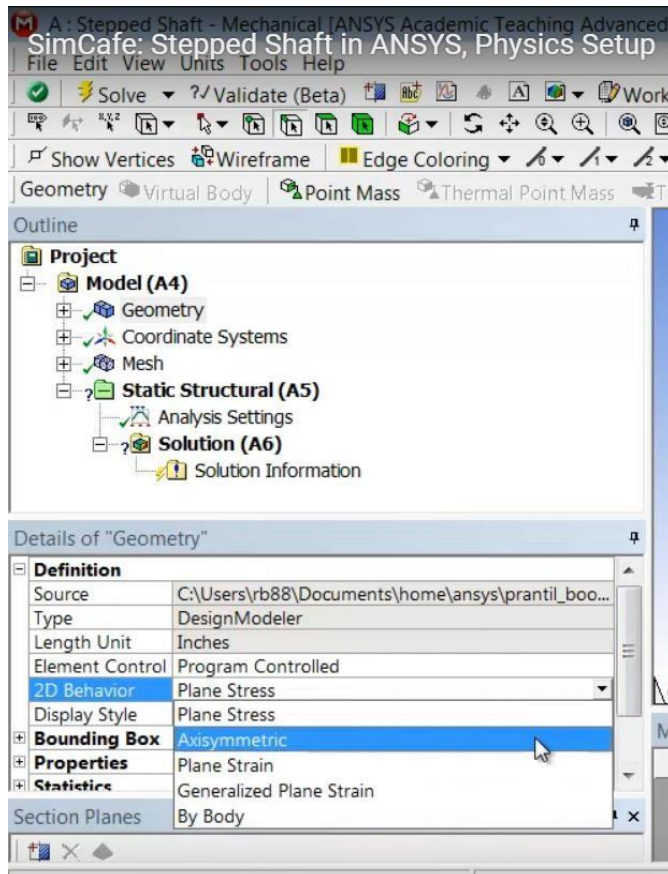 A : Stepped Shaft - Mechanical [ANSYS Academic Teaching Advanced
SimCafe: Stepped Shaft in ANSYS, Physics Setup
File Edit View Units Tools Help
Solve ?✓ Validate (Beta) Abc A Work
x,y,z
Show Vertices Wireframe Edge Coloring
Geometry Virtual Body Point Mass Thermal Point Mass T
Outline
Project
Model (A4)
Geometry
Coordinate Systems
Mesh
Static Structural (A5)
Analysis Settings
Solution (A6)
Solution Information
Details of "Geometry"
Definition
Source C:\Users\rb88\Documents\home\ansys\prantil_boo...
Type DesignModeler
Length Unit Inches
Element Control Program Controlled
2D Behavior Plane Stress
Display Style Plane Stress
Bounding Box Axisymmetric
Properties Plane Strain
Statistics Generalized Plane Strain
By Body
Section Planes